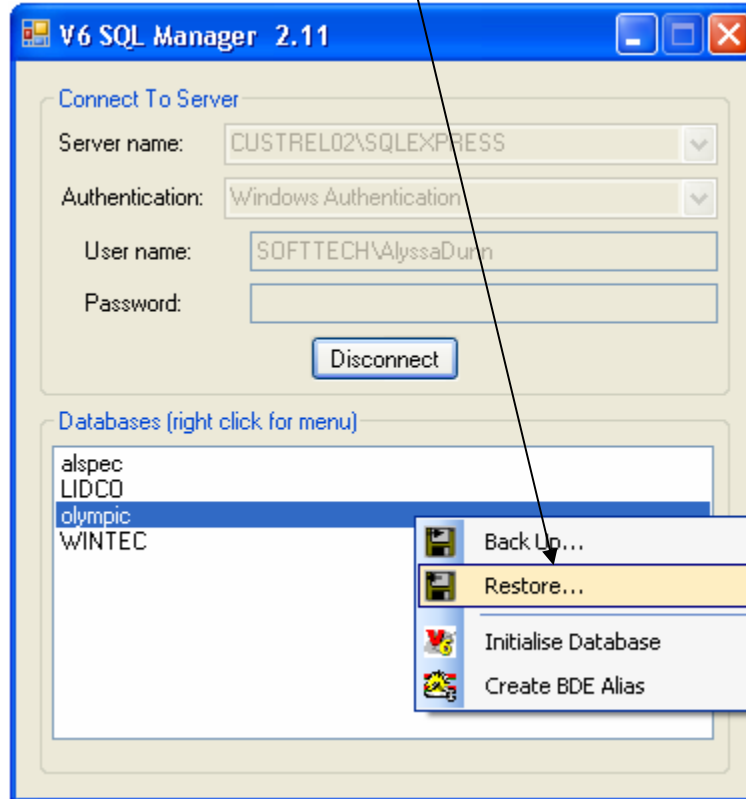 V6 SQL Manager 2.11
Connect To Server
Server name: CUSTREL02\SQLEXPRESS
Authentication: Windows Authentication
User name: SOFTTECH\AlyssaDunn
Password:
Disconnect
Databases (right click for menu)
alspec
LIDCO
olympic
WINTEC
Back Up...
Restore...
Initialise Database
Create BDE Alias